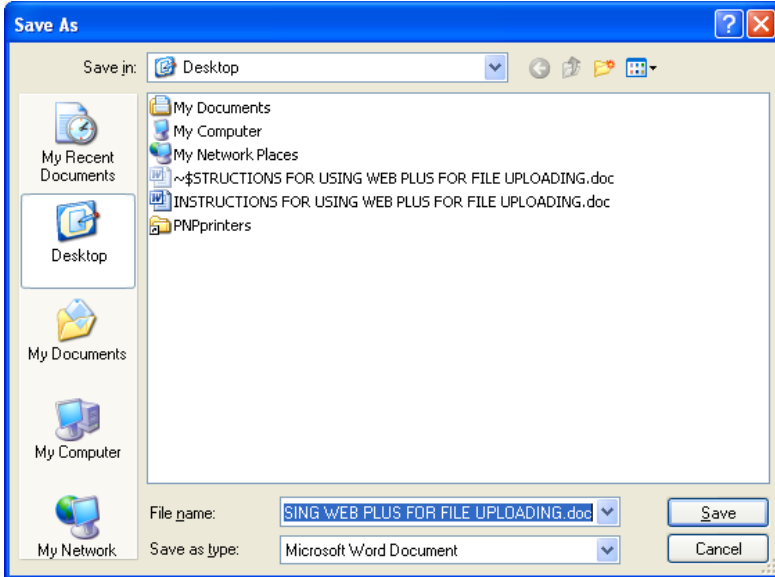 Save As
Save in:
Desktop
My Recent
Documents
Desktop
My Documents
My Computer
My Network
My Documents
My Computer
My Network Places
~$STRUCTIONS FOR USING WEB PLUS FOR FILE UPLOADING.doc
INSTRUCTIONS FOR USING WEB PLUS FOR FILE UPLOADING.doc
PNPprinters
File name:
SING WEB PLUS FOR FILE UPLOADING.doc
Save
Save as type:
Microsoft Word Document
Cancel